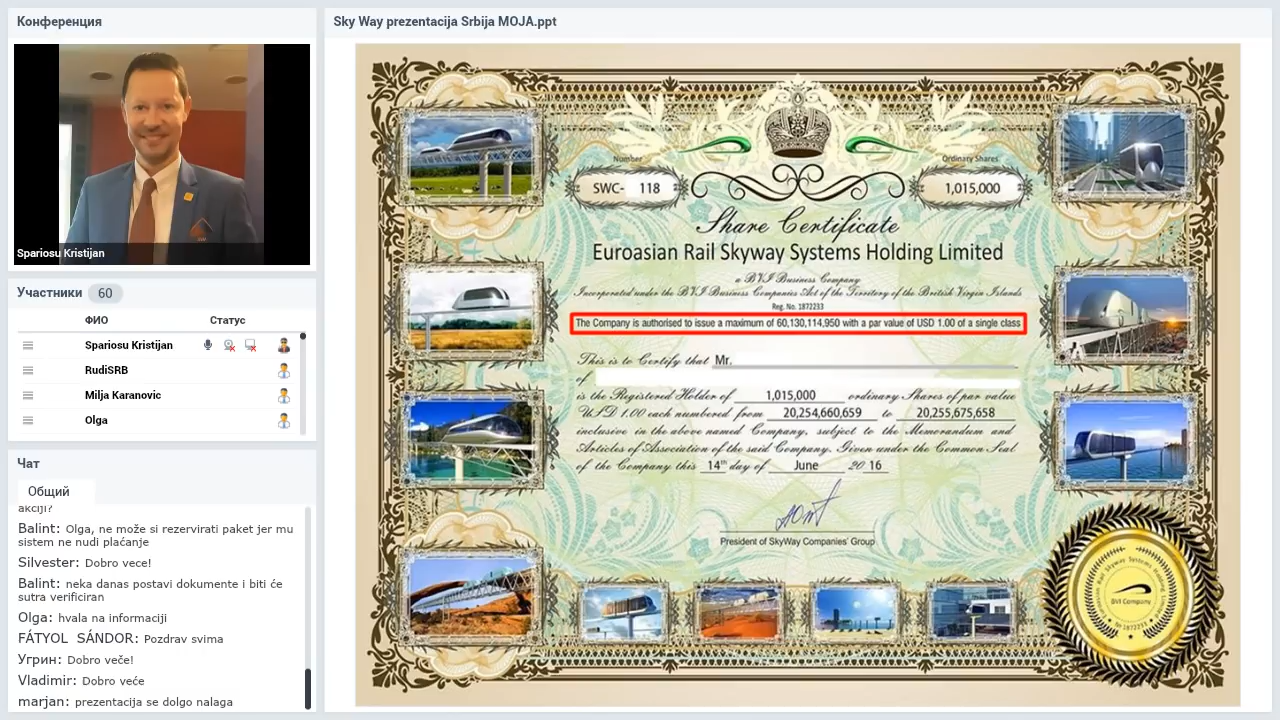 Конференция
Spariosu Kristijan
Участники 60
ФИО Статус
Spariosu Kristijan
RudiSRB
Milja Karanovic
Olga
Чат
Общий
akciji?
Balint: Olga, ne može si rezervirati paket jer mu
sistem ne nudi plaćanje
Silvester: Dobro vece!
Balint: neka danas postavi dokumente i biti će
sutra verificiran
Olga: hvala na informaciji
FÁTYOL SÁNDOR: Pozdrav svima
Угрин: Dobro veče!
Vladimir: Dobro veće
marjan: prezentacija se dolgo nalaga
Sky Way prezentacija Srbija MOJA.ppt
Number
SWC- 118
Ordinary Shares
1,015,000
Share Certificate
Euroasian Rail Skyway Systems Holding Limited
a BVI Business Company
Incorporated under the BVI Business Companies Act of the Territory of the British Virgin Islands
Reg. No. 1872233
The Company is authorised to issue a maximum of 60,130,114,950 with a par value of USD 1.00 of a single class
This is to Certify that Mr.
of
is the Registered Holder of 1,015,000 ordinary Shares of par value
USD 1.00 each numbered from 20,254,660,659 to 20,255,675,658
inclusive in the above named Company, subject to the Memorandum and
Articles of Association of the said Company. Given under the Common Seal
of the Company this 14th day of June 20 16
President of SkyWay Companies' Group
BVI Company